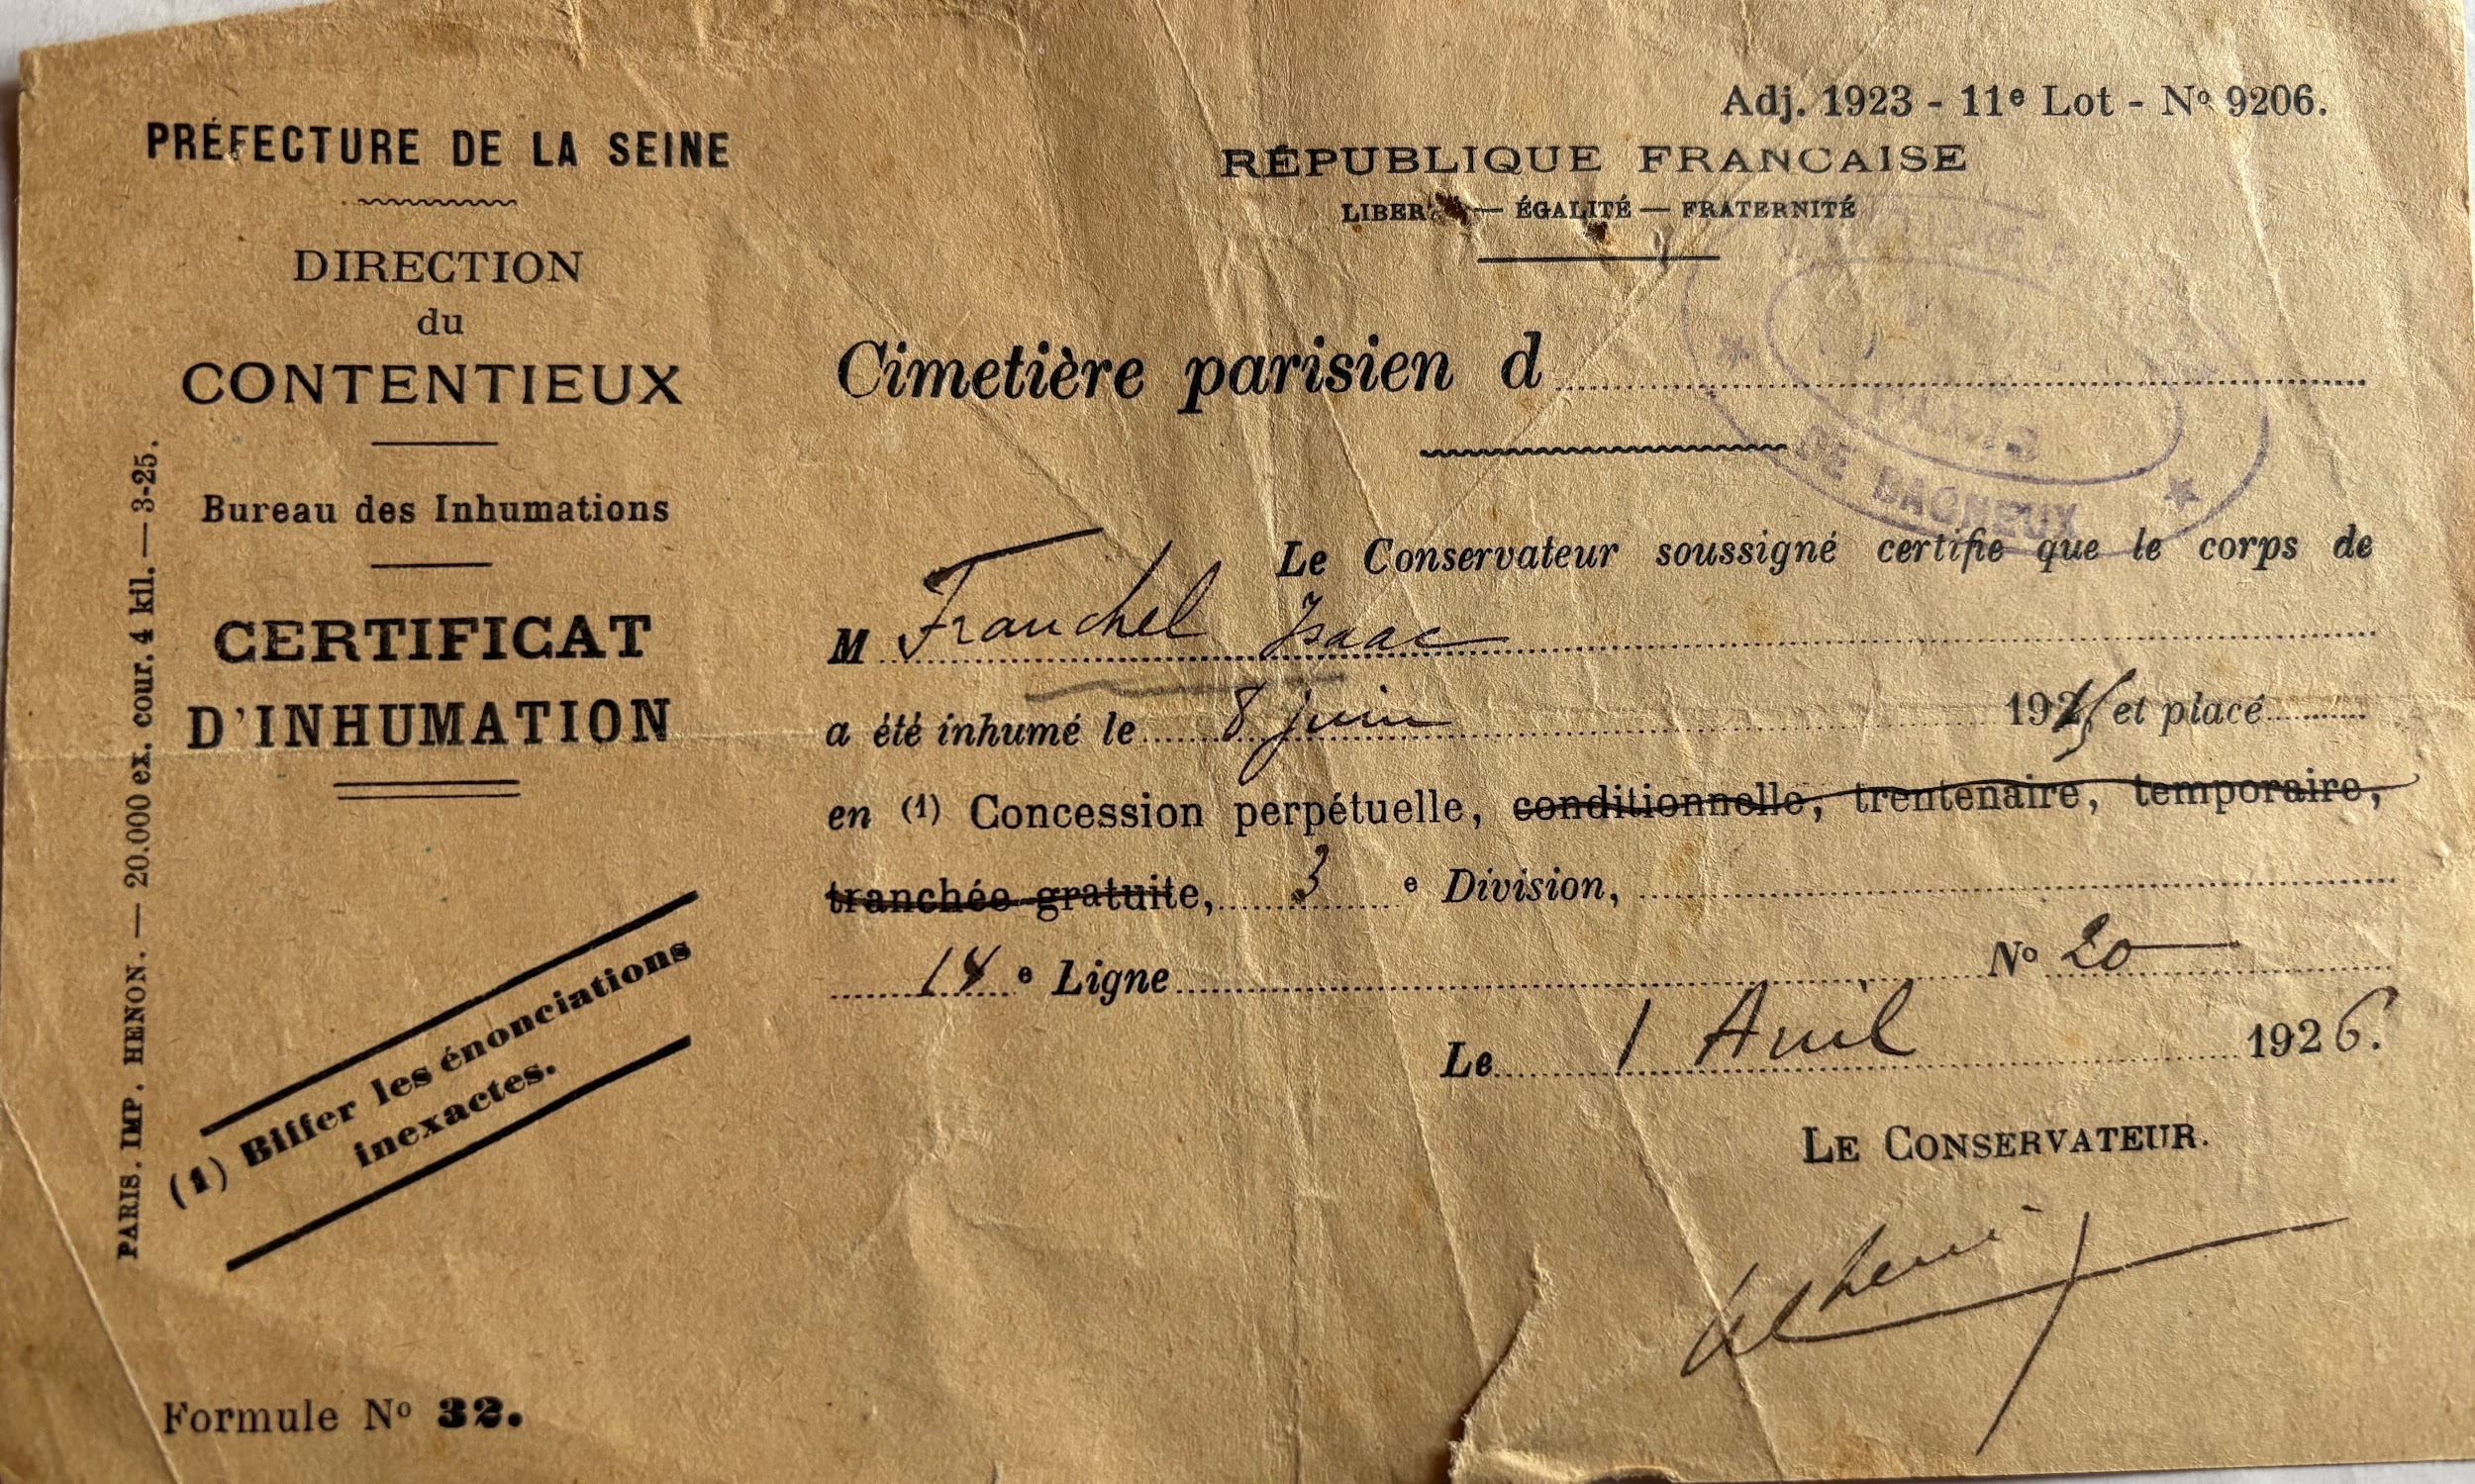 PRÉFECTURE DE LA SEINE
DIRECTION
du
CONTENTIEUX
Bureau des Inhumations
CERTIFICAT
D'INHUMATION
(1) Biffer les énonciations
inexactes.
PARIS. IMP. HENON. — 20.000 ex. cour. 4 kil. — 3-25.
Formule No 32.
Adj. 1923 - 11e Lot - No 9206.
RÉPUBLIQUE FRANCAISE
ÉGALITÉ — FRATERNITÉ
Cimetière parisien d
PARIS
DE BAGNEUX
Le Conservateur soussigné certifie que le corps de
M Frauchel Isaac
a été inhumé le 8 juin 1925 et placé
en (1) Concession perpétuelle, conditionnelle, trentenaire, temporaire,
tranchée gratuite, 3 e Division,
14 e Ligne No 20
Le 1 Avril 1926.
LE CONSERVATEUR.